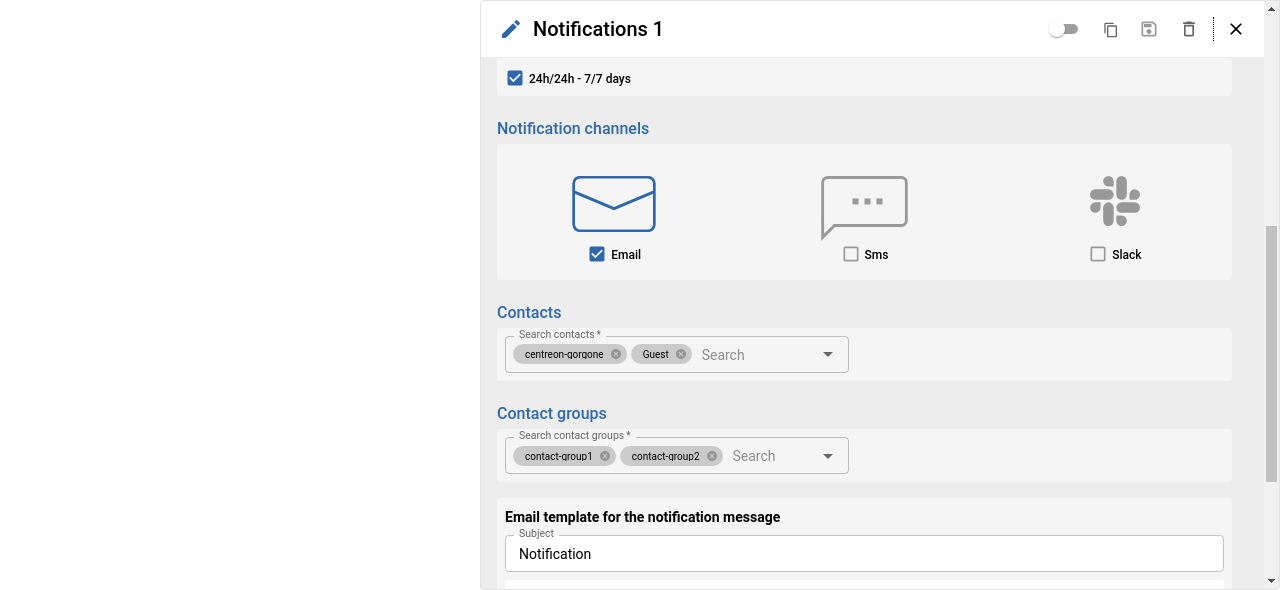 Notifications 1
24h/24h - 7/7 days
Notification channels
Email
Sms
Slack
Contacts
Search contacts *
centreon-gorgone
Guest
Search
Contact groups
Search contact groups *
contact-group1
contact-group2
Search
Email template for the notification message
Subject
Notification